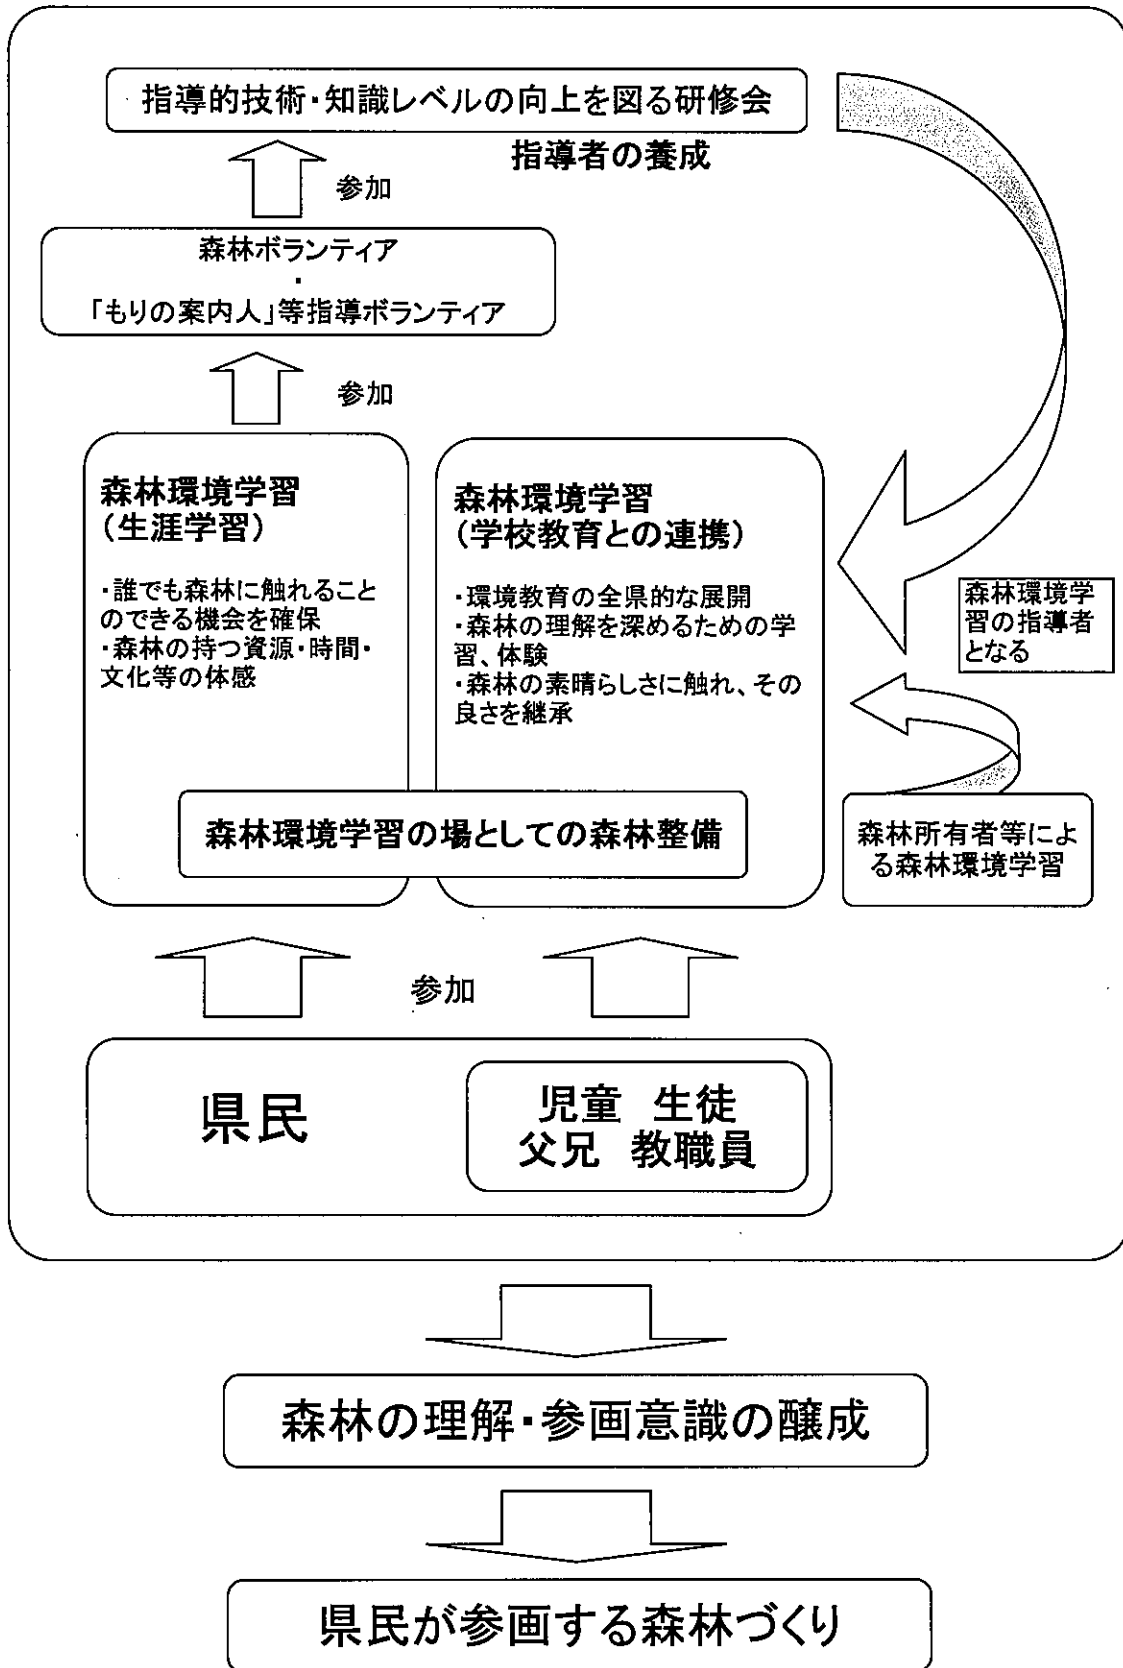 指導的技術・知識レベルの向上を図る研修会
指導者の養成
参加
森林ボランティア
・
「もりの案内人」等指導ボランティア
参加
森林環境学習
（生涯学習）
・誰でも森林に触れること
のできる機会を確保
・森林の持つ資源・時間・
文化等の体感
森林環境学習
（学校教育との連携）
・環境教育の全県的な展開
・森林の理解を深めるための学
習、体験
・森林の素晴らしさに触れ、その
良さを継承
森林環境学
習の指導者
となる
森林環境学習の場としての森林整備
森林所有者等によ
る森林環境学習
参加
県民
児童　生徒
父兄　教職員
森林の理解・参画意識の醸成
県民が参画する森林づくり